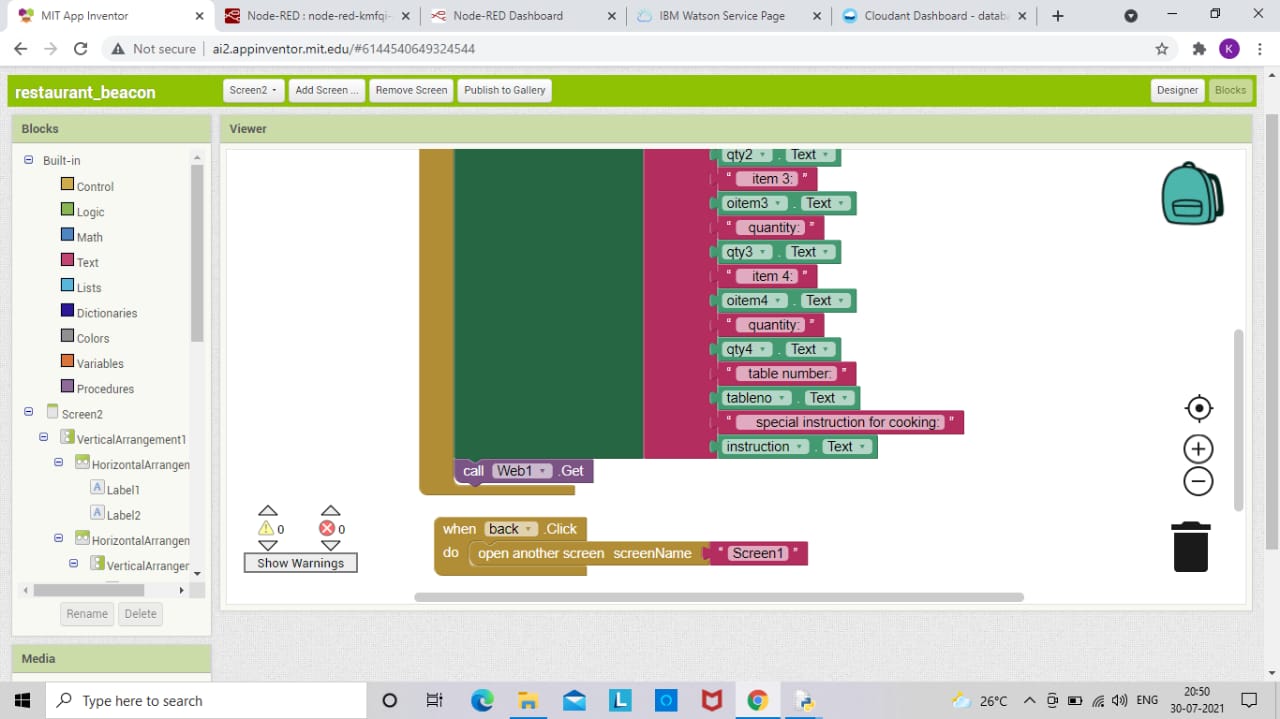 MIT App Inventor
Node-RED : node-red-kmfqi-
Node-RED Dashboard
IBM Watson Service Page
Cloudant Dashboard - datab
Not secure
ai2.appinventor.mit.edu/#6144540649324544
K
restaurant_beacon
Screen2
Add Screen ...
Remove Screen
Publish to Gallery
Designer
Blocks
Blocks
Viewer
Built-in
Control
Logic
Math
Text
Lists
Dictionaries
Colors
Variables
Procedures
Screen2
VerticalArrangement1
HorizontalArrangen
A Label1
A Label2
HorizontalArrangen
VerticalArranger
Rename
Delete
Media
qty2 . Text
" item 3: "
oitem3 . Text
" quantity: "
qty3 . Text
" item 4: "
oitem4 . Text
" quantity: "
qty4 . Text
" table number: "
tableno . Text
" special instruction for cooking: "
instruction . Text
call Web1 .Get
when back .Click
do open another screen screenName " Screen1 "
0
0
Show Warnings
Type here to search
L
26°C
ENG
20:50
30-07-2021